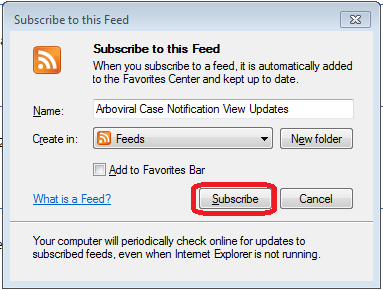 Subscribe to this Feed
Subscribe to this Feed
When you subscribe to a feed, it is automatically added
to the Favorites Center and kept up to date.
Name: Arboviral Case Notification View Updates
Create in: Feeds New folder
Add to Favorites Bar
What is a Feed? Subscribe Cancel
Your computer will periodically check online for updates to
subscribed feeds, even when Internet Explorer is not running.